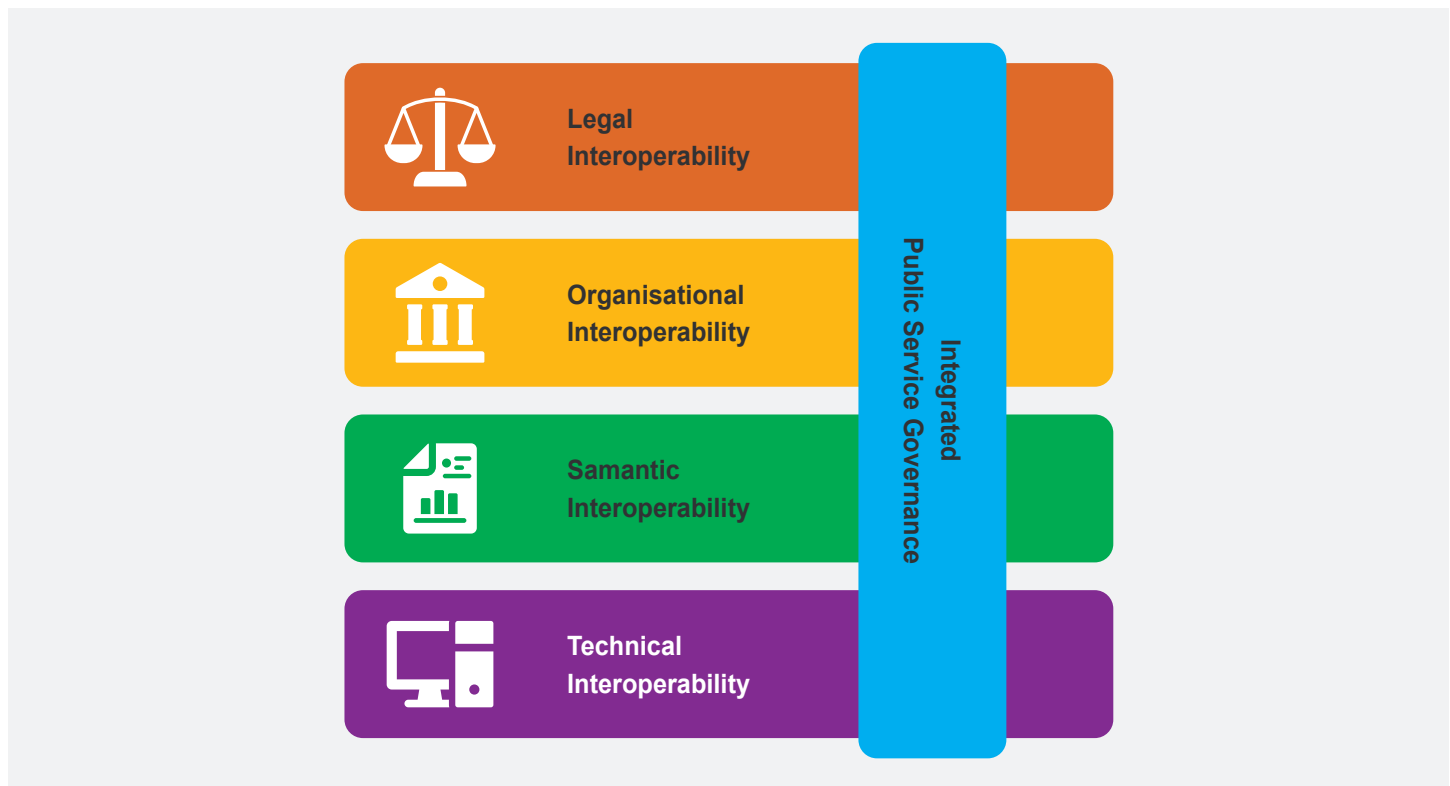 Legal
Interoperability
Organisational
Interoperability
Samantic
Interoperability
Technical
Interoperability
Integrated
Public Service Governance